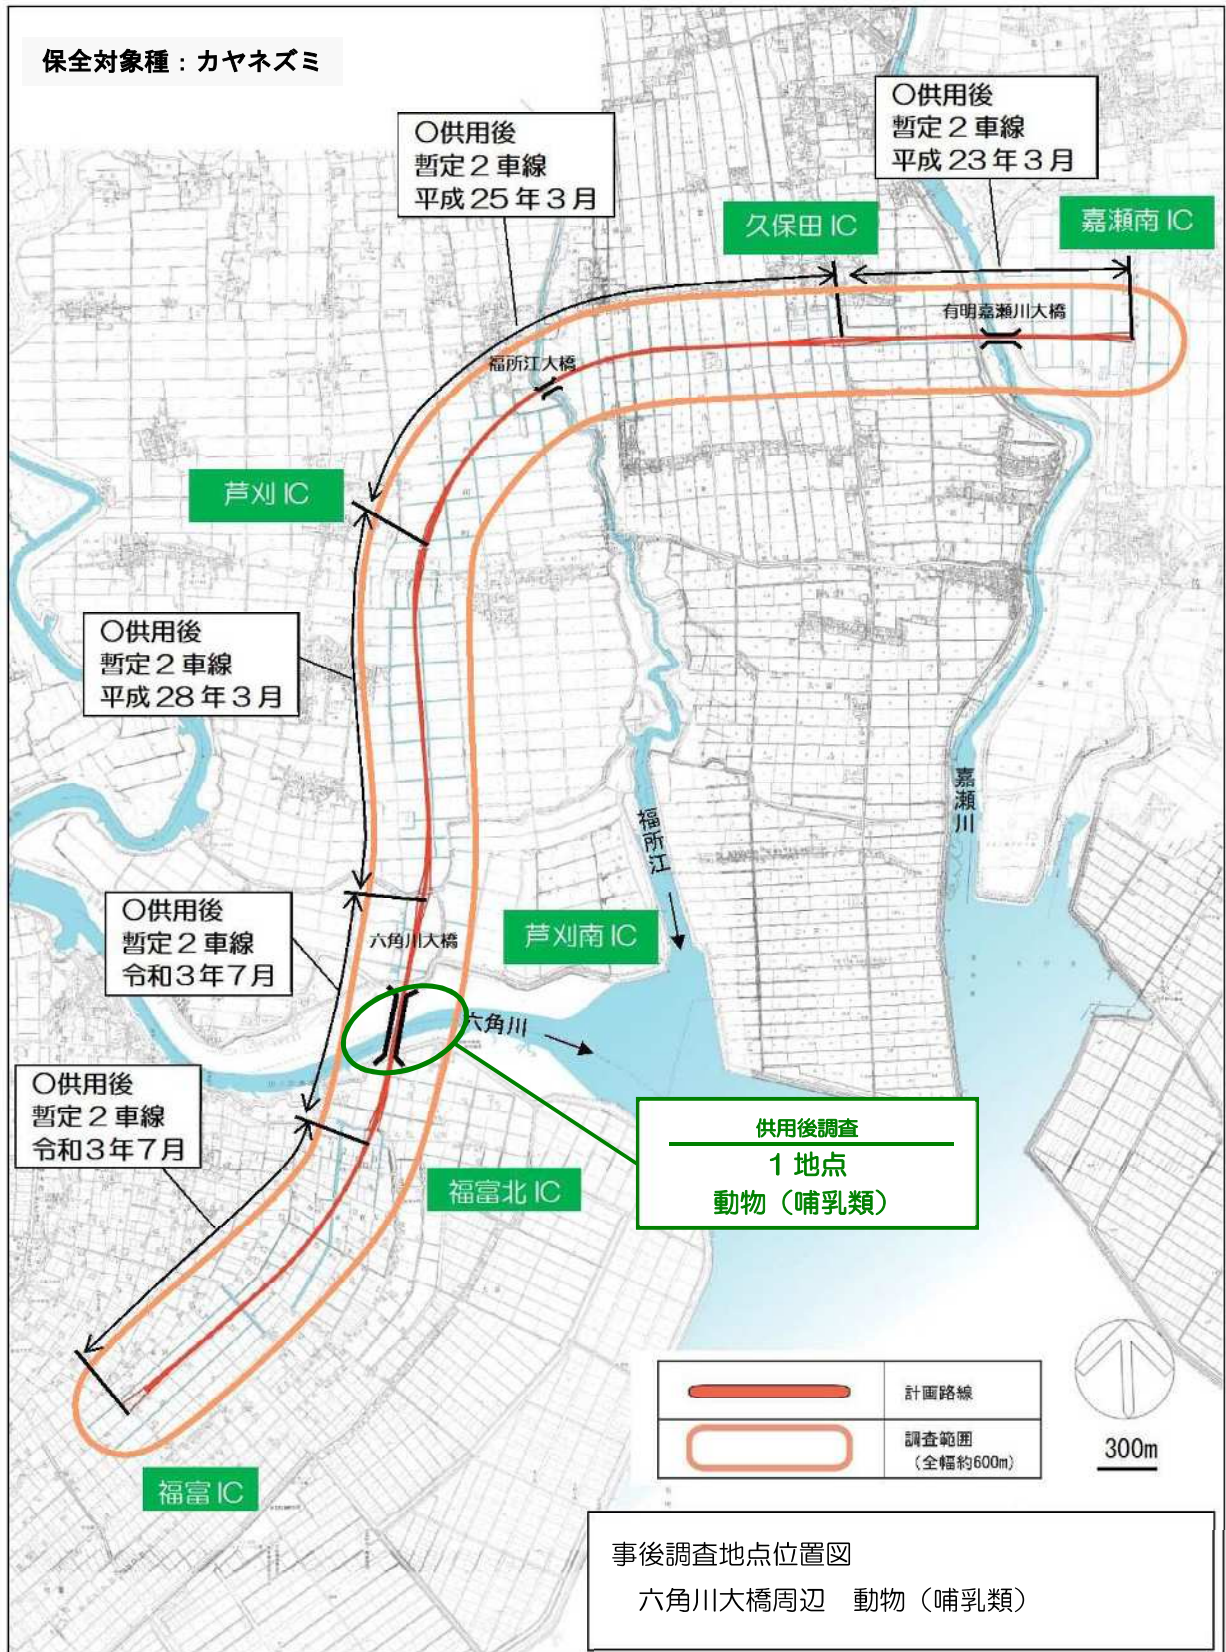 保全対象種：カヤネズミ
〇供用後
暫定２車線
平成23年３月
〇供用後
暫定２車線
平成25年３月
久保田 IC
嘉瀬南 IC
有明嘉瀬川大橋
福所江大橋
芦刈 IC
〇供用後
暫定２車線
平成28年３月
嘉瀬川
福所江
〇供用後
暫定２車線
令和3年7月
六角川大橋
芦刈南 IC
六角川
〇供用後
暫定２車線
令和3年7月
供用後調査
1 地点
動物（哺乳類）
福富北 IC
計画路線
調査範囲
（全幅約600m）
300m
福富 IC
事後調査地点位置図
六角川大橋周辺　動物（哺乳類）